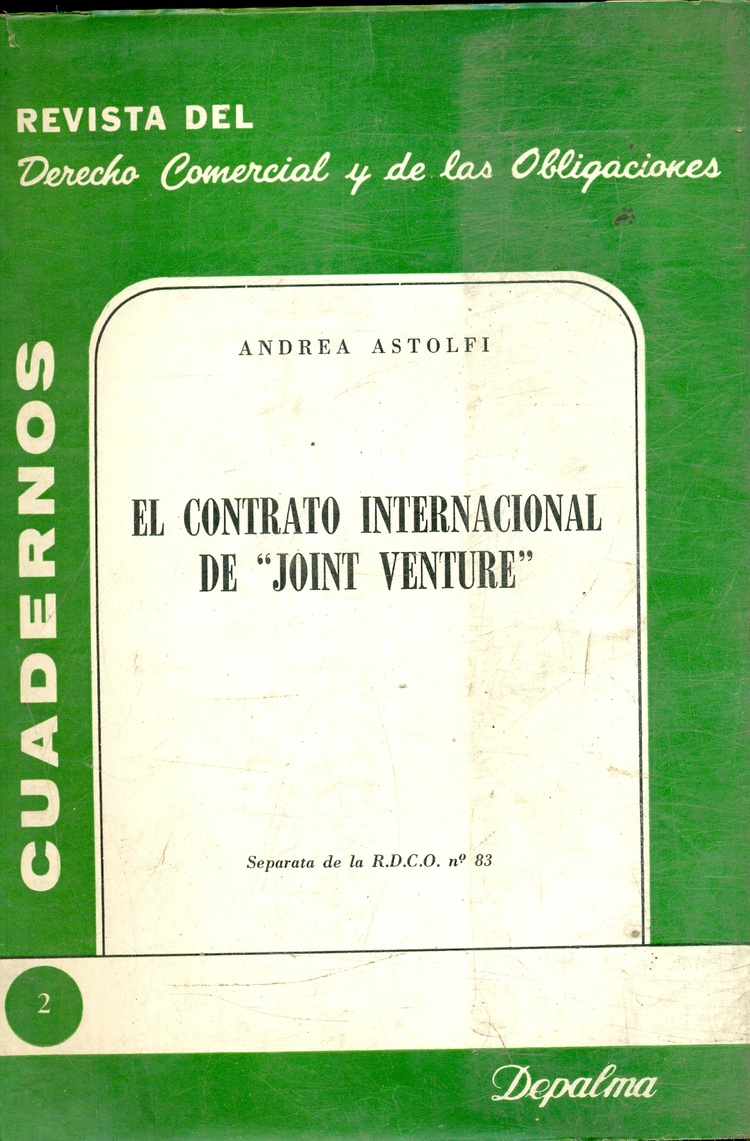 REVISTA DEL
Derecho Comercial y de las Obligaciones
CUADERNOS
ANDREA ASTOLFI
EL CONTRATO INTERNACIONAL
DE “JOINT VENTURE”
Separata de la R.D.C.O. nº 83
2
Depalma